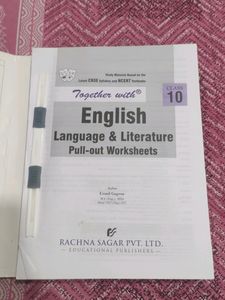 Study Material Based on the
Latest CBSE Syllabus and NCERT Textbooks
Together with®
CLASS
10
English
Language & Literature
Pull-out Worksheets
Author
RACHNA SAGAR PVT. LTD.
EDUCATIONAL PUBLISHERS